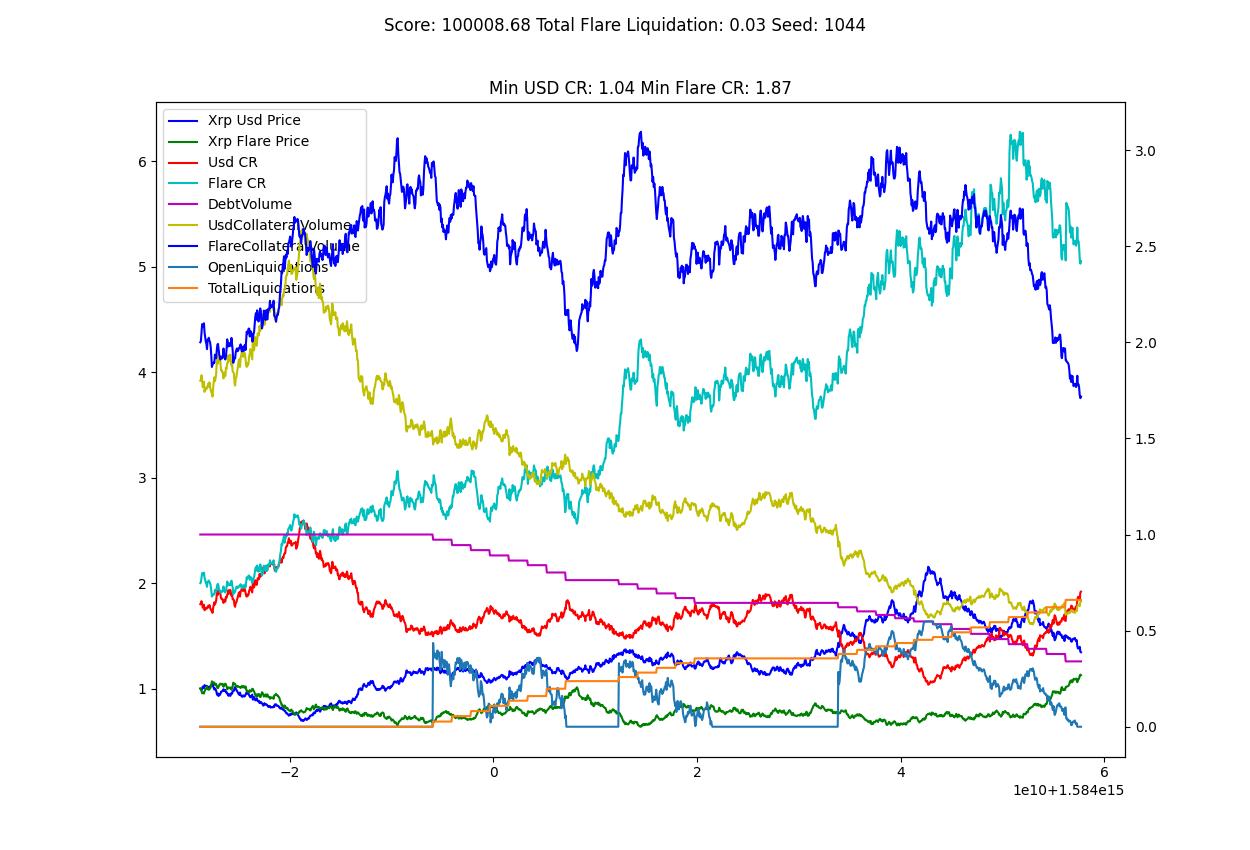 Score: 100008.68 Total Flare Liquidation: 0.03 Seed: 1044
Min USD CR: 1.04 Min Flare CR: 1.87
Xrp Usd Price
Xrp Flare Price
Usd CR
Flare CR
DebtVolume
UsdCollateralVolume
FlareCollateralVolume
OpenLiquidations
TotalLiquidations
6
5
4
3
2
1
3.0
2.5
2.0
1.5
1.0
0.5
0.0
−2
0
2
4
6
1e10+1.584e15